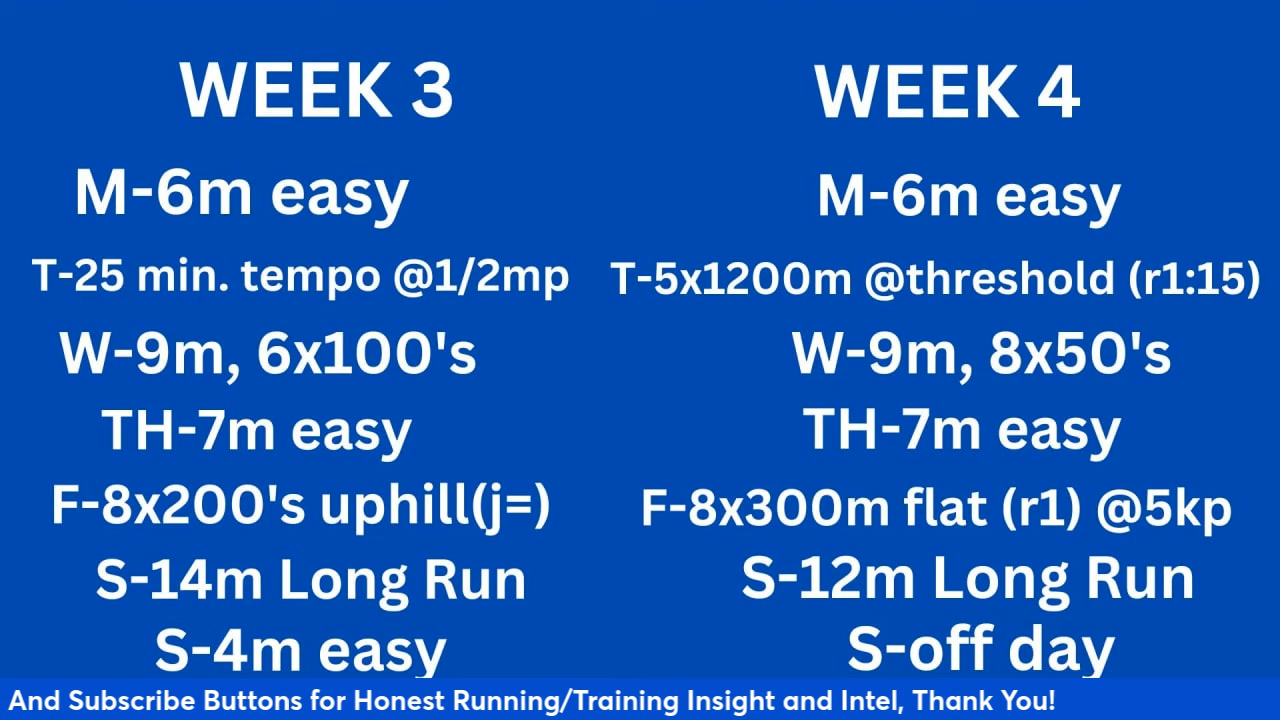 WEEK 3
M-6m easy
T-25 min. tempo @1/2mp
W-9m, 6x100's
TH-7m easy
F-8x200's uphill(j=)
S-14m Long Run
S-4m easy
WEEK 4
M-6m easy
T-5x1200m @threshold (r1:15)
W-9m, 8x50's
TH-7m easy
F-8x300m flat (r1) @5kp
S-12m Long Run
S-off day
And Subscribe Buttons for Honest Running/Training Insight and Intel, Thank You!